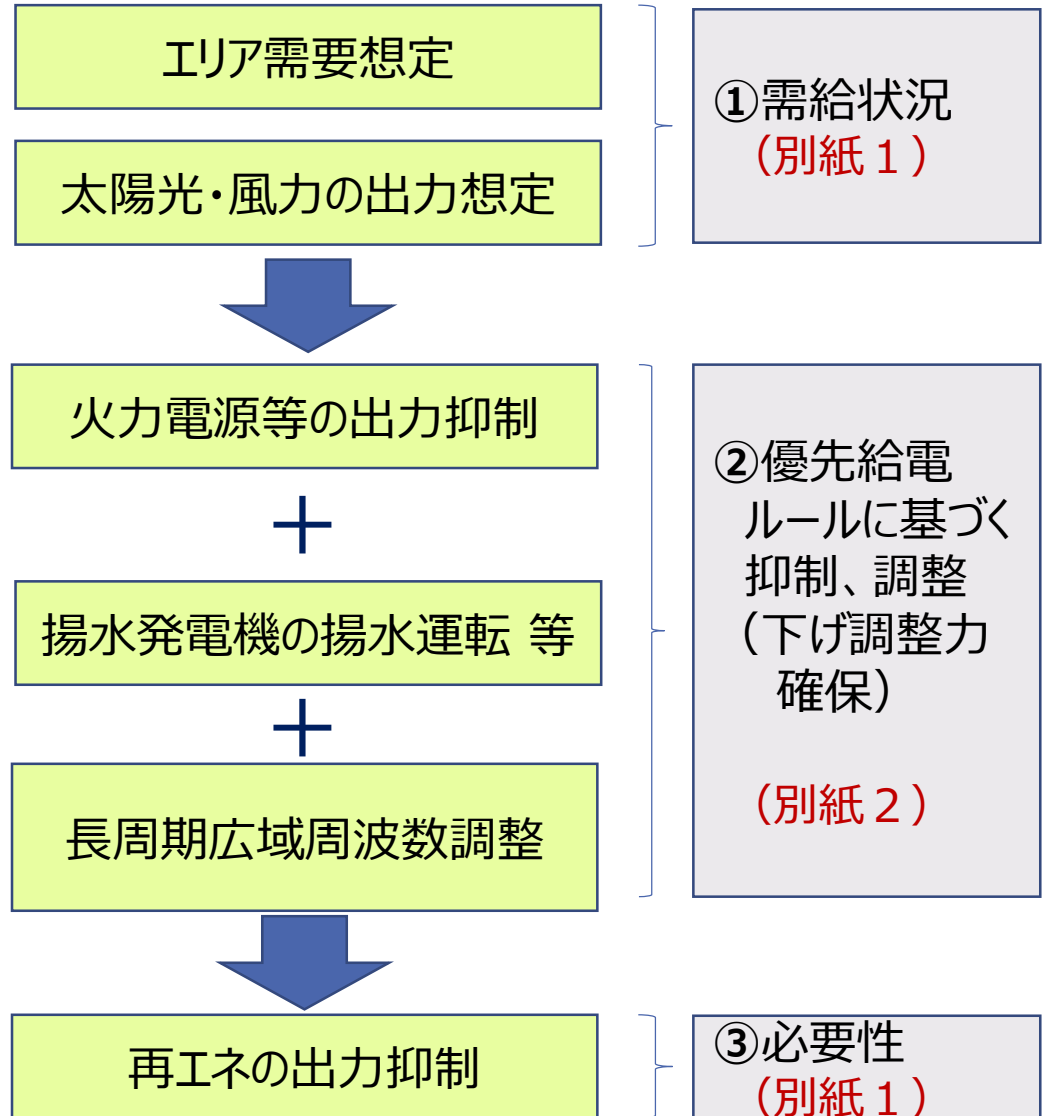 エリア需要想定
太陽光・風力の出力想定
①需給状況
（別紙１）
火力電源等の出力抑制
＋
揚水発電機の揚水運転 等
＋
長周期広域周波数調整
②優先給電
ルールに基づく
抑制、調整
（下げ調整力
確保）
（別紙２）
再エネの出力抑制
③必要性
（別紙１）